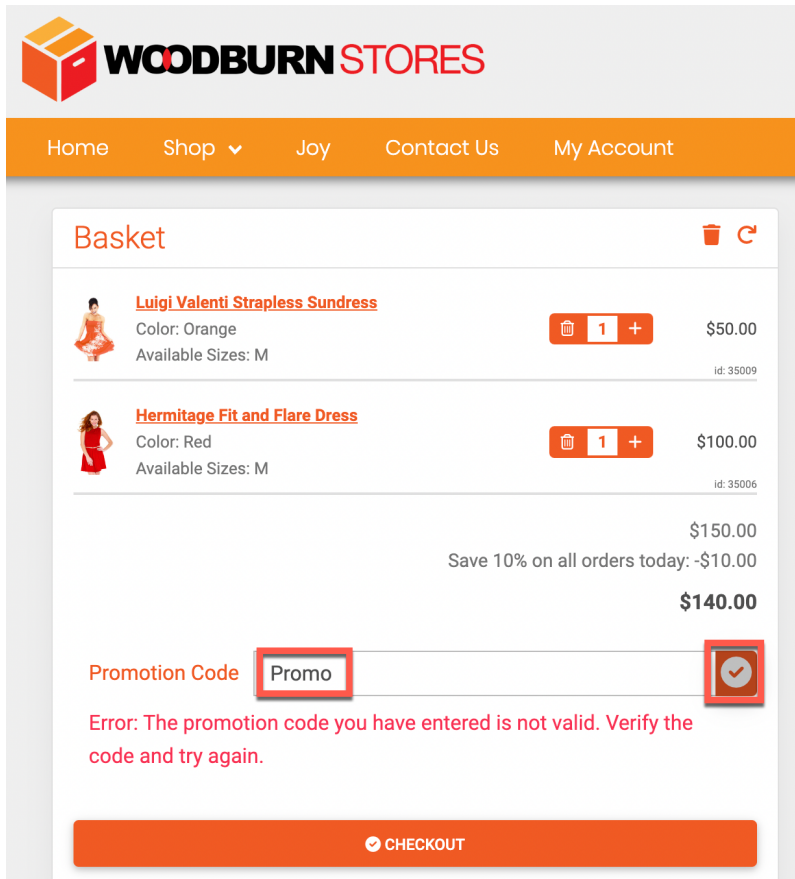 WOODBURN STORES
Home Shop Joy Contact Us My Account
Basket
Luigi Valenti Strapless Sundress
Color: Orange
1 + $50.00
Available Sizes: M
id: 35009
Hermitage Fit and Flare Dress
Color: Red
1 + $100.00
Available Sizes: M
id: 35006
$150.00
Save 10% on all orders today: -$10.00
$140.00
Promotion Code Promo
Error: The promotion code you have entered is not valid. Verify the
code and try again.
CHECKOUT